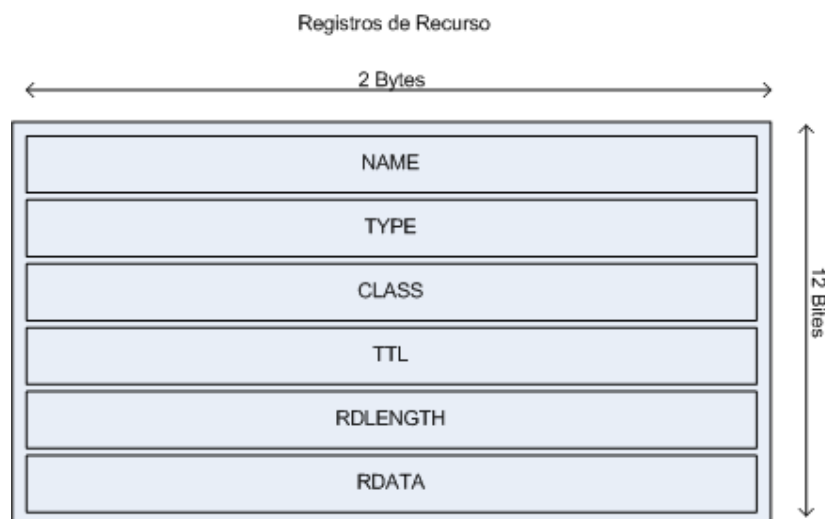 Registros de Recurso
2 Bytes
NAME
TYPE
CLASS
TTL
RDLENGTH
RDATA
12 Bites